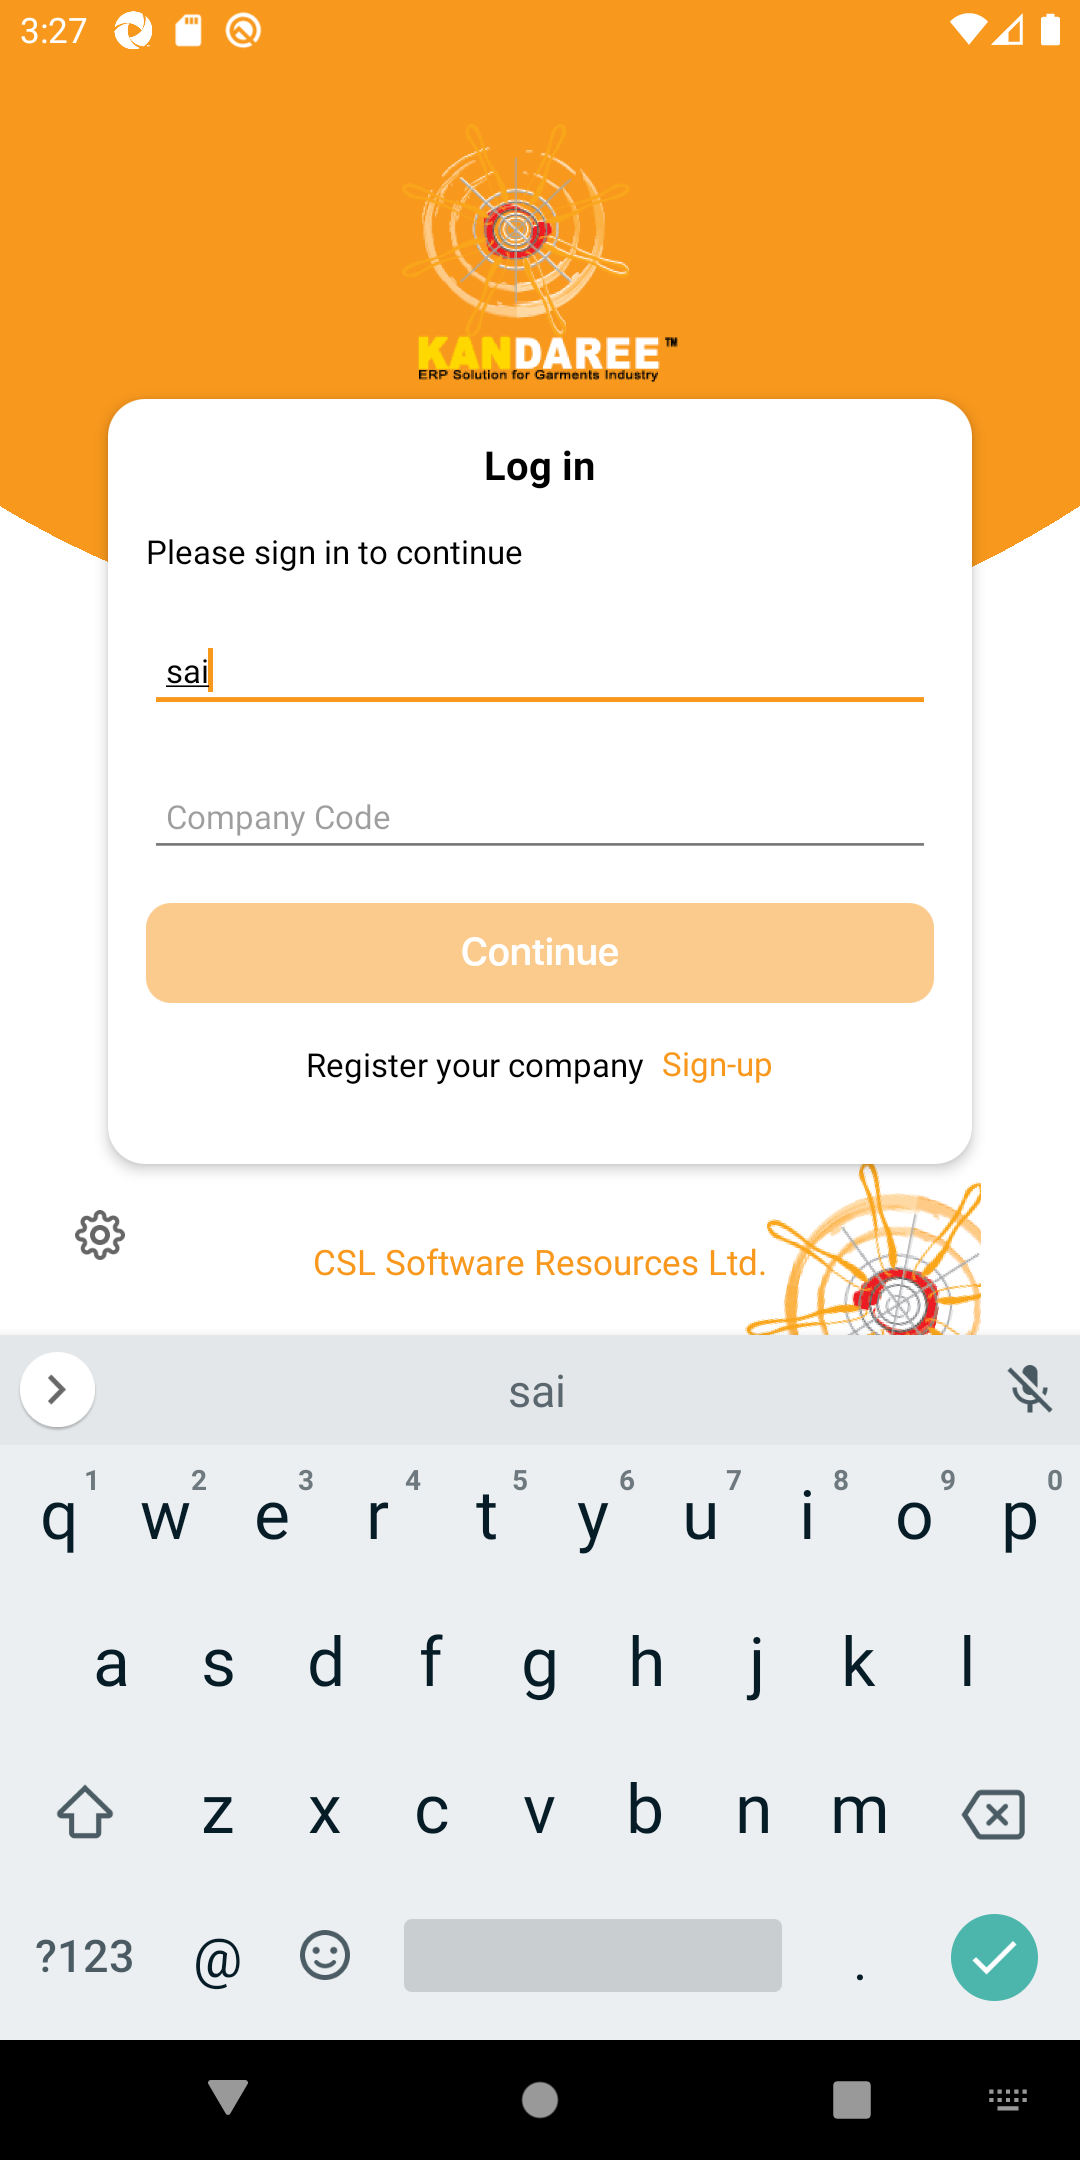 3:27
KANDAREE™
ERP Solution for Garments Industry
Log in
Please sign in to continue
sai
Company Code
Continue
Register your company Sign-up
CSL Software Resources Ltd.
sai
1 2 3 4 5 6 7 8 9 0
q w e r t y u i o p
a s d f g h j k l
z x c v b n m
?123 @ .